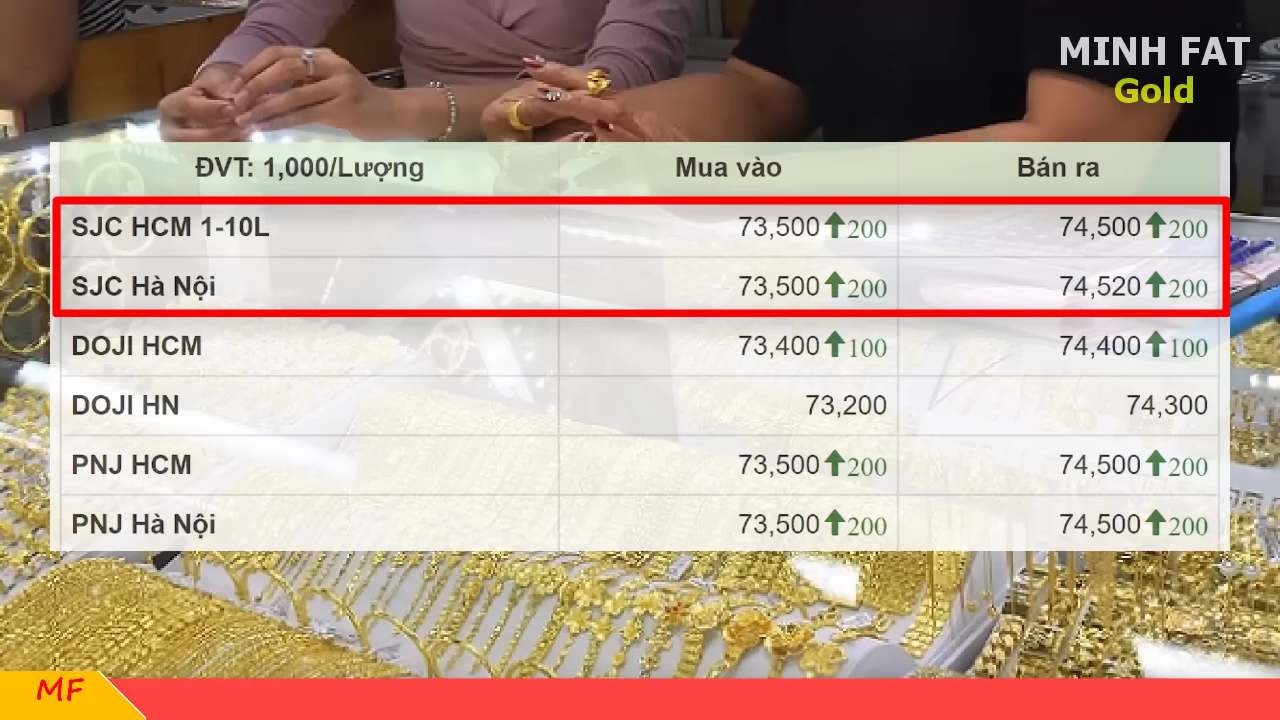 MINH FAT
Gold
ĐVT: 1,000/Lượng Mua vào Bán ra
SJC HCM 1-10L 73,500 200 74,500 200
SJC Hà Nội 73,500 200 74,520 200
DOJI HCM 73,400 100 74,400 100
DOJI HN 73,200 74,300
PNJ HCM 73,500 200 74,500 200
PNJ Hà Nội 73,500 200 74,500 200
MF